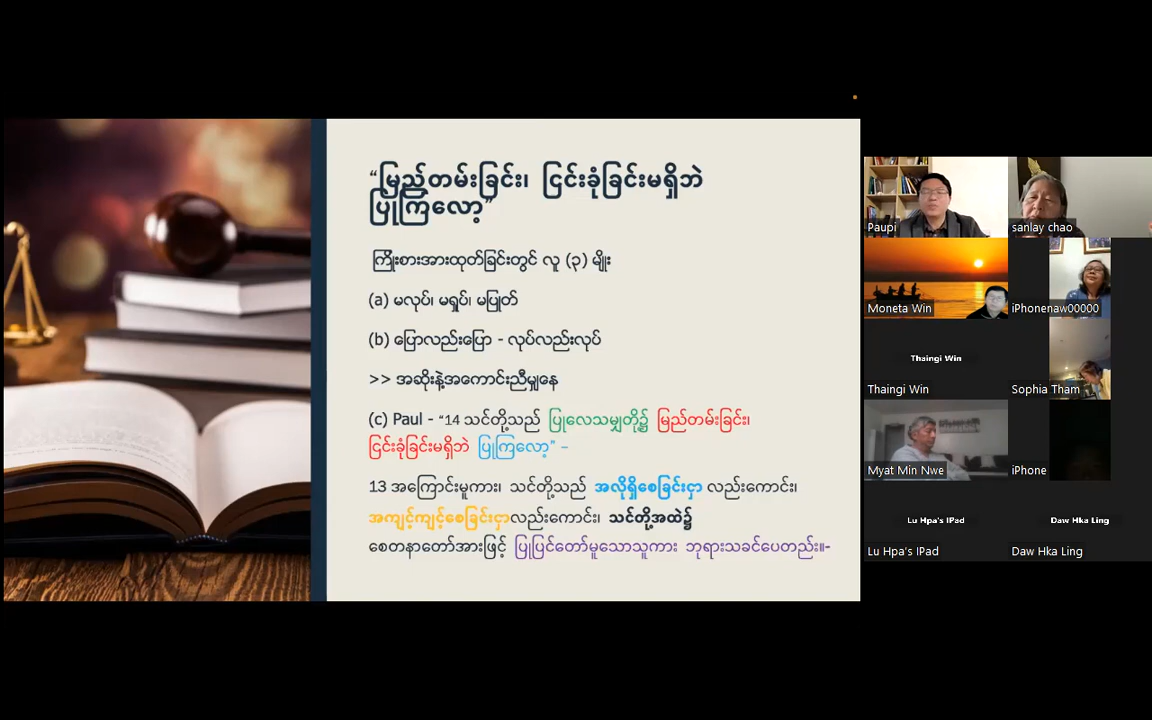 “မြည်တမ်းခြင်း၊ ငြင်းခုံခြင်းမရှိဘဲ
ပြုကြလော့”
ကြိုးစားအားထုတ်ခြင်းတွင် လူ (၃) မျိုး
(a) မလုပ်၊ မရှုပ်၊ မပြုတ်
(b) ပြောလည်းပြော - လုပ်လည်းလုပ်
>> အဆိုးနဲ့အကောင်းညီမျှနေ
(c) Paul - “14 သင်တို့သည် ပြုလေသမျှတို့၌ မြည်တမ်းခြင်း၊
ငြင်းခုံခြင်းမရှိဘဲ ပြုကြလော့” –
13 အကြောင်းမူကား၊ သင်တို့သည် အလိုရှိစေခြင်းငှာ လည်းကောင်း၊
အကျင့်ကျင့်စေခြင်းငှာလည်းကောင်း၊ သင်တို့အထဲ၌
စေတနာတော်အားဖြင့် ပြုပြင်တော်မူသောသူကား ဘုရားသခင်ပေတည်း။-
Paupi
sanlay chao
Moneta Win
iPhonenaw00000
Thaingi Win
Thaingi Win
Sophia Tham
Myat Min Nwe
iPhone
Lu Hpa's IPad
Daw Hka Ling
Lu Hpa's IPad
Daw Hka Ling